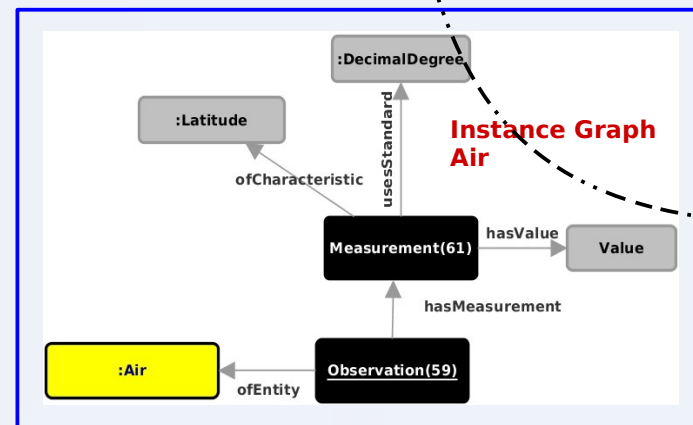 :DecimalDegree
:Latitude
Instance Graph
Air
usesStandard
ofCharacteristic
hasValue
Measurement(61)
Value
hasMeasurement
:Air
Observation(59)
ofEntity